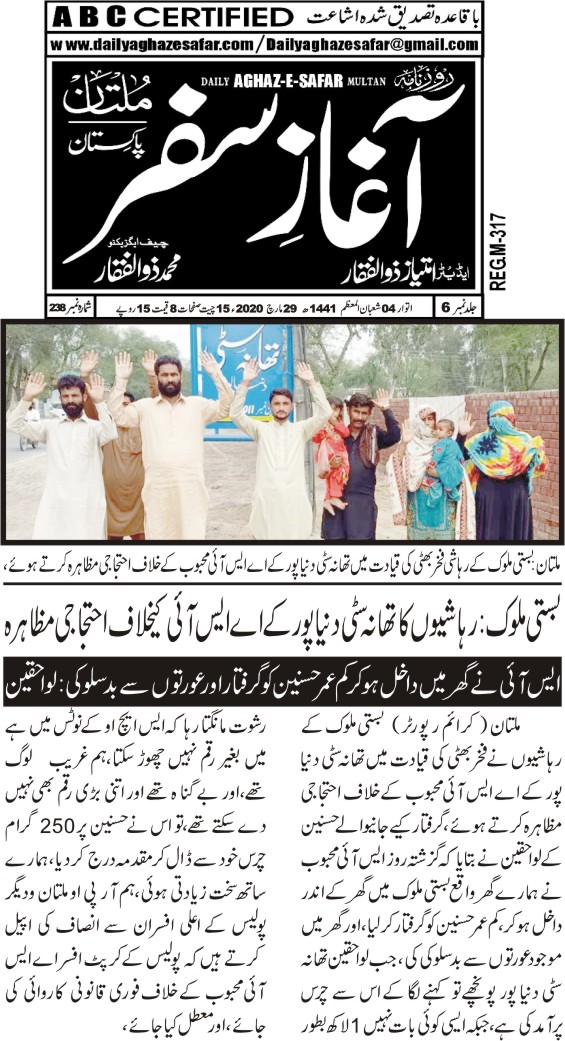 ABC CERTIFIED باقاعدہ تصدیق شدہ اشاعت
www.dailyaghazesafar.com/Dailyaghazesafar@gmail.com
روزنامہ DAILY AGHAZ-E-SAFAR MULTAN
آغازِ سفر
ملتان
پاکستان
چیف ایگزیکٹو
محمد ذوالفقار
ایڈیٹر امتیاز ذوالفقار
REG.M-317
جلد نمبر 6 اتوار 04 شعبان المعظم 1441ھ 29 مارچ 2020ء 15 چیت صفحات 8 قیمت 15 روپے شمارہ نمبر 238
تھانہ سٹی
ملتان: بستی ملوک کے رہائشی فخر بھٹی کی قیادت میں تھانہ سٹی دنیا پور کے اے ایس آئی محبوب کے خلاف احتجاجی مظاہرہ کرتے ہوئے،
بستی ملوک: رہائشیوں کا تھانہ سٹی دنیا پور کے اے ایس آئی کیخلاف احتجاجی مظاہرہ
ایس آئی نے گھر میں داخل ہو کر کم عمر حسنین کو گرفتار اور عورتوں سے بدسلوکی: لواحقین
ملتان (کرائم رپورٹر) بستی ملوک کے
رہائشیوں نے فخر بھٹی کی قیادت میں تھانہ سٹی دنیا
پور کے اے ایس آئی محبوب کے خلاف احتجاجی
مظاہرہ کرتے ہوئے، گرفتار کیے جانیوالے حسنین
کے لواحقین نے بتایا کہ گزشتہ روز ایس آئی محبوب
نے ہمارے گھر واقع بستی ملوک میں گھر کے اندر
داخل ہو کر، کم عمر حسنین کو گرفتار کر لیا، اور گھر میں
موجود عورتوں سے بدسلوکی کی، جب لواحقین تھانہ
سٹی دنیا پور پونھچے تو کہنے لگا کے اس سے چرس
برآمد کی ہے، جبکہ ایسی کوئی بات نہیں 1 لاکھ بطور
رشوت مانگتا رہا کہ ایس ایچ او کے نوٹس میں ہے
میں بغیر رقم نہیں چھوڑ سکتا، ہم غریب لوگ
تھے، اور بے گناہ تھے اور اتنی بڑی رقم بھی نہیں
دے سکتے تھے، تو اس نے حسنین پر 250 گرام
چرس خود سے ڈال کر مقدمہ درج کر دیا، ہمارے
ساتھ سخت زیادتی ہوئی، ہم آر پی او ملتان و دیگر
پولیس کے اعلی افسران سے انصاف کی اپیل
کرتے ہیں کہ پولیس کے کرپٹ افسر اے ایس
آئی محبوب کے خلاف فوری قانونی کاروائی کی
جائے، اور معطل کیا جائے،